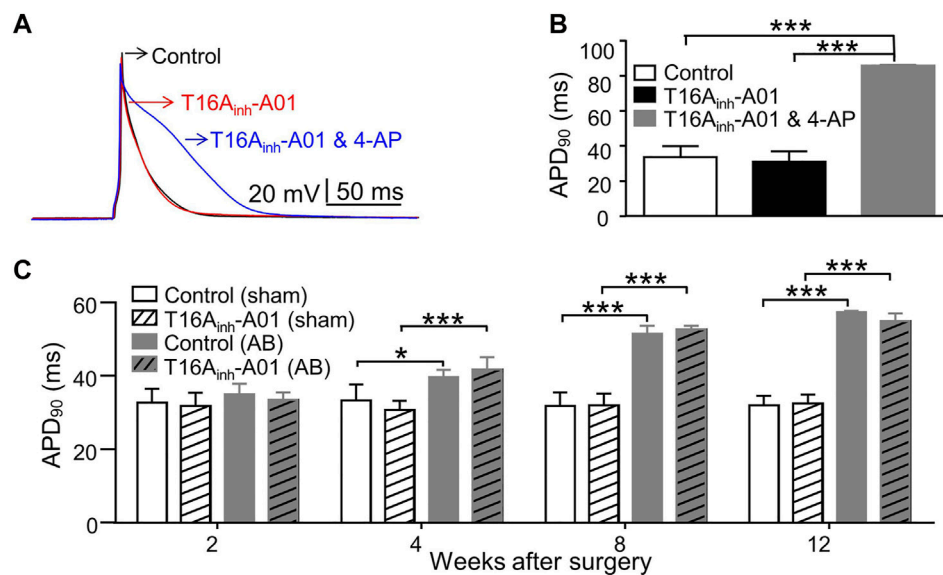 A
Control
T16Ainh-A01
T16Ainh-A01 & 4-AP
20 mV 50 ms
B
***
***
APD90 (ms)
100
80
60
40
20
0
Control
T16Ainh-A01
T16Ainh-A01 & 4-AP
C
APD90 (ms)
60
40
20
0
Control (sham)
T16Ainh-A01 (sham)
Control (AB)
T16Ainh-A01 (AB)
***
*
***
***
***
***
2 4 8 12
Weeks after surgery